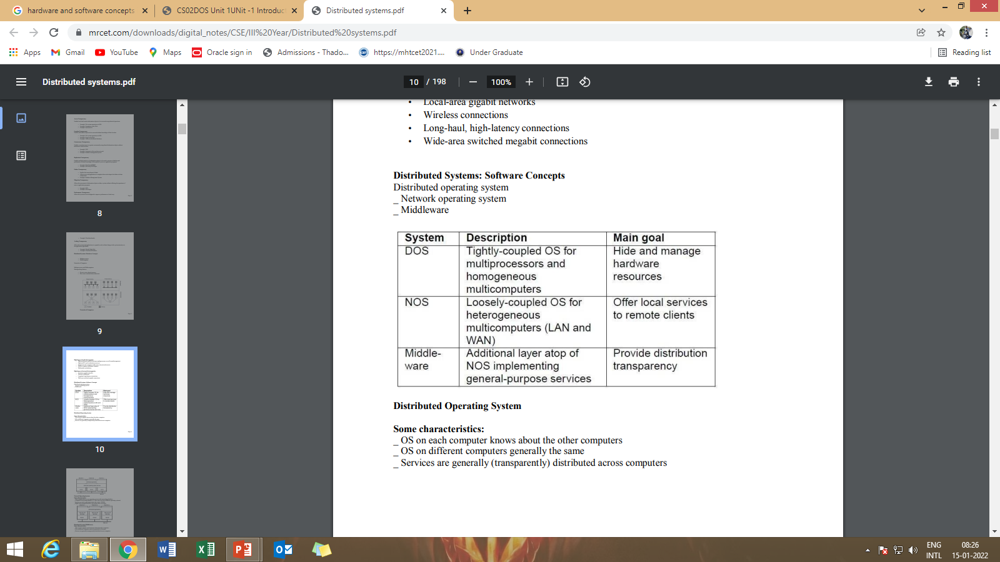 hardware and software concepts
CS02DOS Unit 1UNit -1 Introduc
Distributed systems.pdf
mrcet.com/downloads/digital_notes/CSE/III%20Year/Distributed%20systems.pdf
Apps
Gmail
YouTube
Maps
Oracle sign in
Admissions - Thado...
https://mhtcet2021....
Under Graduate
Reading list
Distributed systems.pdf
10 / 198
100%
8
9
10
• Local-area gigabit networks
• Wireless connections
• Long-haul, high-latency connections
• Wide-area switched megabit connections
Distributed Systems: Software Concepts
Distributed operating system
_ Network operating system
_ Middleware
System Description Main goal
DOS Tightly-coupled OS for Hide and manage
multiprocessors and hardware
homogeneous resources
multicomputers
NOS Loosely-coupled OS for Offer local services
heterogeneous to remote clients
multicomputers (LAN and
WAN)
Middle- Additional layer atop of Provide distribution
ware NOS implementing transparency
general-purpose services
Distributed Operating System
Some characteristics:
_ OS on each computer knows about the other computers
_ OS on different computers generally the same
_ Services are generally (transparently) distributed across computers
ENG 08:26
INTL 15-01-2022